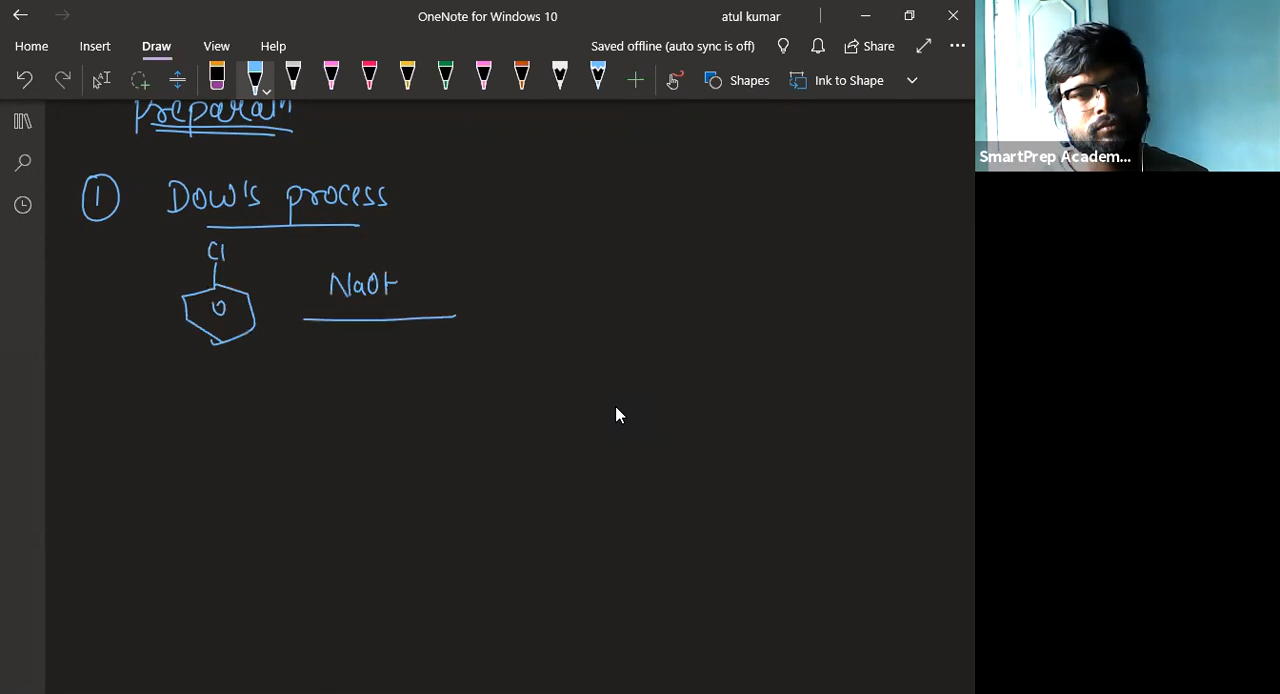 OneNote for Windows 10
atul kumar
Home Insert Draw View Help
Saved offline (auto sync is off)
Share
Shapes
Ink to Shape
SmartPrep Academ...
1 Dow's process
Cl
NaOH